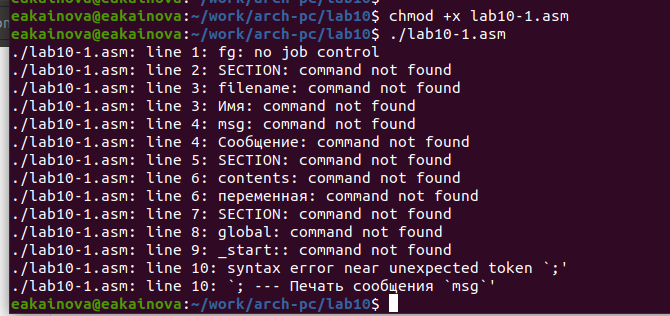 eakainova@eakainova:~/work/arch-pc/lab10$ chmod +x lab10-1.asm
eakainova@eakainova:~/work/arch-pc/lab10$ ./lab10-1.asm
./lab10-1.asm: line 1: fg: no job control
./lab10-1.asm: line 2: SECTION: command not found
./lab10-1.asm: line 3: filename: command not found
./lab10-1.asm: line 3: Имя: command not found
./lab10-1.asm: line 4: msg: command not found
./lab10-1.asm: line 4: Сообщение: command not found
./lab10-1.asm: line 5: SECTION: command not found
./lab10-1.asm: line 6: contents: command not found
./lab10-1.asm: line 6: переменная: command not found
./lab10-1.asm: line 7: SECTION: command not found
./lab10-1.asm: line 8: global: command not found
./lab10-1.asm: line 9: _start:: command not found
./lab10-1.asm: line 10: syntax error near unexpected token `;'
./lab10-1.asm: line 10: `; --- Печать сообщения `msg`'
eakainova@eakainova:~/work/arch-pc/lab10$